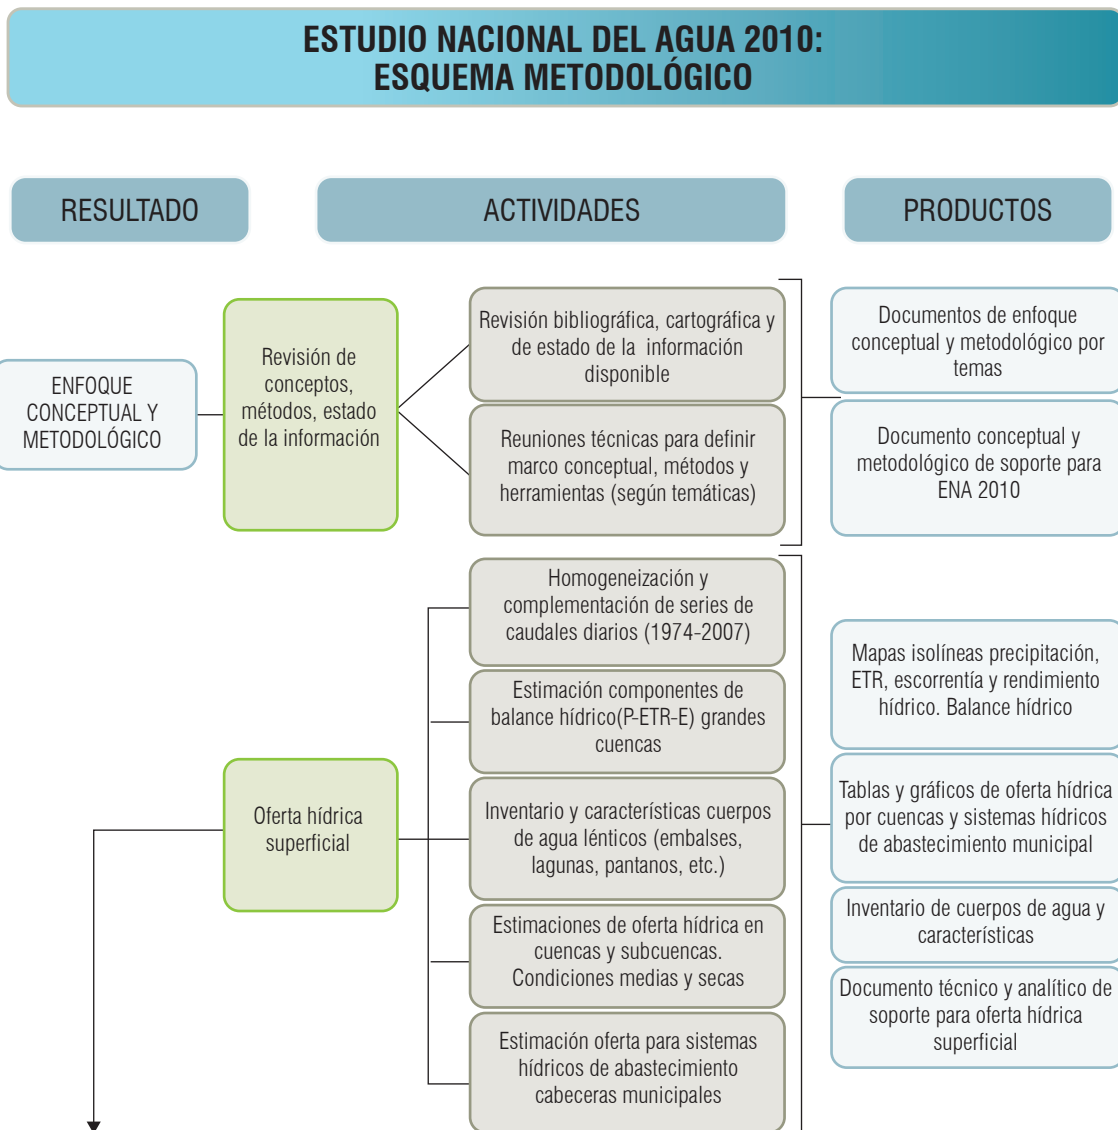 ESTUDIO NACIONAL DEL AGUA 2010:
ESQUEMA METODOLÓGICO
RESULTADO
ACTIVIDADES
PRODUCTOS
ENFOQUE
CONCEPTUAL Y
METODOLÓGICO
Revisión de
conceptos,
métodos, estado
de la información
Revisión bibliográfica, cartográfica y
de estado de la información
disponible
Reuniones técnicas para definir
marco conceptual, métodos y
herramientas (según temáticas)
Documentos de enfoque
conceptual y metodológico por
temas
Documento conceptual y
metodológico de soporte para
ENA 2010
Oferta hídrica
superficial
Homogeneización y
complementación de series de
caudales diarios (1974-2007)
Estimación componentes de
balance hídrico(P-ETR-E) grandes
cuencas
Inventario y característícas cuerpos
de agua lénticos (embalses,
lagunas, pantanos, etc.)
Estimaciones de oferta hídrica en
cuencas y subcuencas.
Condiciones medias y secas
Estimación oferta para sistemas
hídricos de abastecimiento
cabeceras municipales
Mapas isolíneas precipitación,
ETR, escorrentía y rendimiento
hídrico. Balance hídrico
Tablas y gráficos de oferta hídrica
por cuencas y sistemas hídricos
de abastecimiento municipal
Inventario de cuerpos de agua y
características
Documento técnico y analítico de
soporte para oferta hídrica
superficial